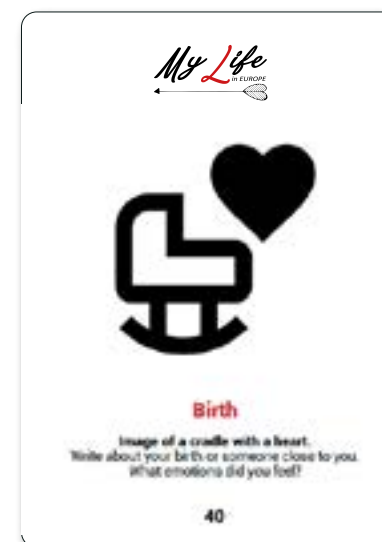 My Life
in EUROPE
Birth
Image of a cradle with a heart.
Write about your birth or someone close to you.
What emotions did you feel?
40